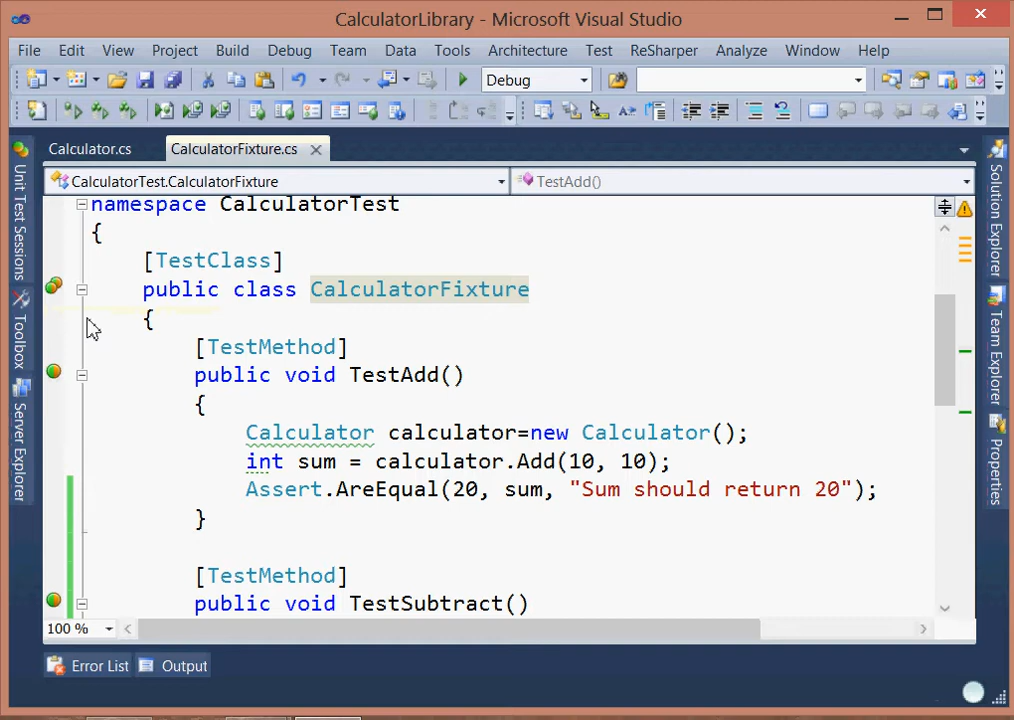 CalculatorLibrary - Microsoft Visual Studio
File Edit View Project Build Debug Team Data Tools Architecture Test ReSharper Analyze Window Help
Debug
Calculator.cs CalculatorFixture.cs
CalculatorTest.CalculatorFixture TestAdd()
Unit Test Sessions
Toolbox
Server Explorer
namespace CalculatorTest
{
[TestClass]
public class CalculatorFixture
{
[TestMethod]
public void TestAdd()
{
Calculator calculator=new Calculator();
int sum = calculator.Add(10, 10);
Assert.AreEqual(20, sum, "Sum should return 20");
}
[TestMethod]
public void TestSubtract()
100 %
Solution Explorer
Team Explorer
Properties
Error List Output